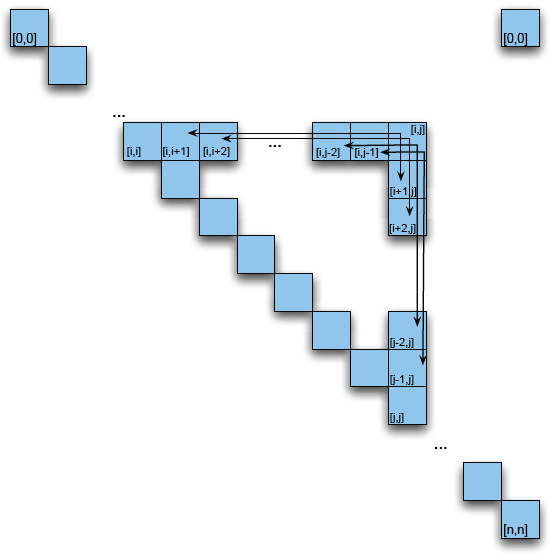 [0,0] [0,0]
...
[i,j]
[i,i] [i,i+1] [i,i+2] ... [i,j-2] [i,j-1]
[i+1,j]
[i+2,j]
[j-2,j]
[j-1,j]
[j,j]
...
[n,n]